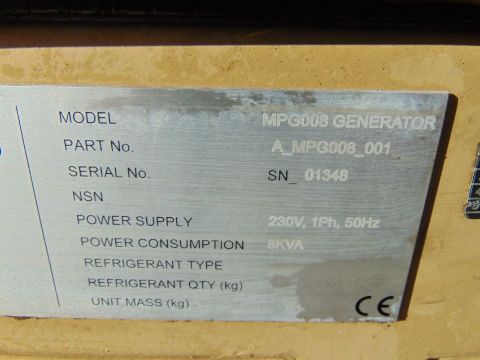 MODEL MPG008 GENERATOR
PART No. A_MPG008_001
SERIAL No. SN_ 01348
NSN
POWER SUPPLY 230V, 1Ph, 50Hz
POWER CONSUMPTION 8KVA
REFRIGERANT TYPE
REFRIGERANT QTY (kg)
UNIT MASS (kg)
CE